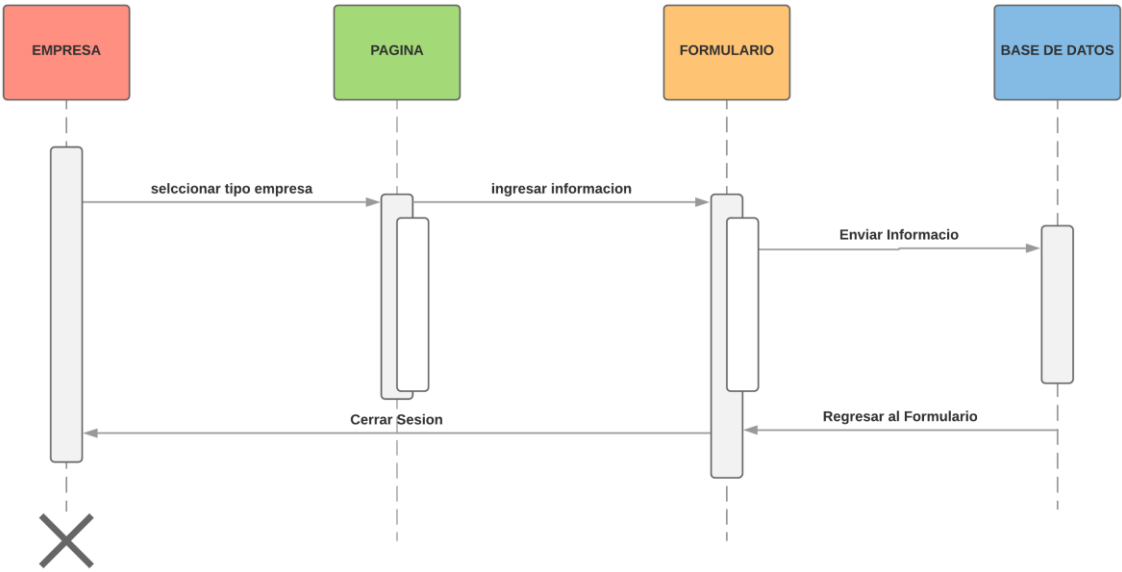 EMPRESA
PAGINA
FORMULARIO
BASE DE DATOS
selccionar tipo empresa
ingresar informacion
Enviar Informacio
Cerrar Sesion
Regresar al Formulario